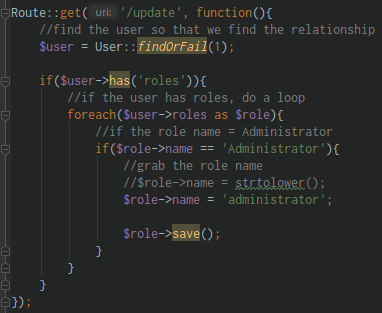 Route::get( uri: '/update', function(){
//find the user so that we find the relationship
$user = User::findOrFail(1);
if($user->has('roles')){
//if the user has roles, do a loop
foreach($user->roles as $role){
//if the role name = Administrator
if($role->name == 'Administrator'){
//grab the role name
//$role->name = strtolower();
$role->name = 'administrator';
$role->save();
}
}
}
});